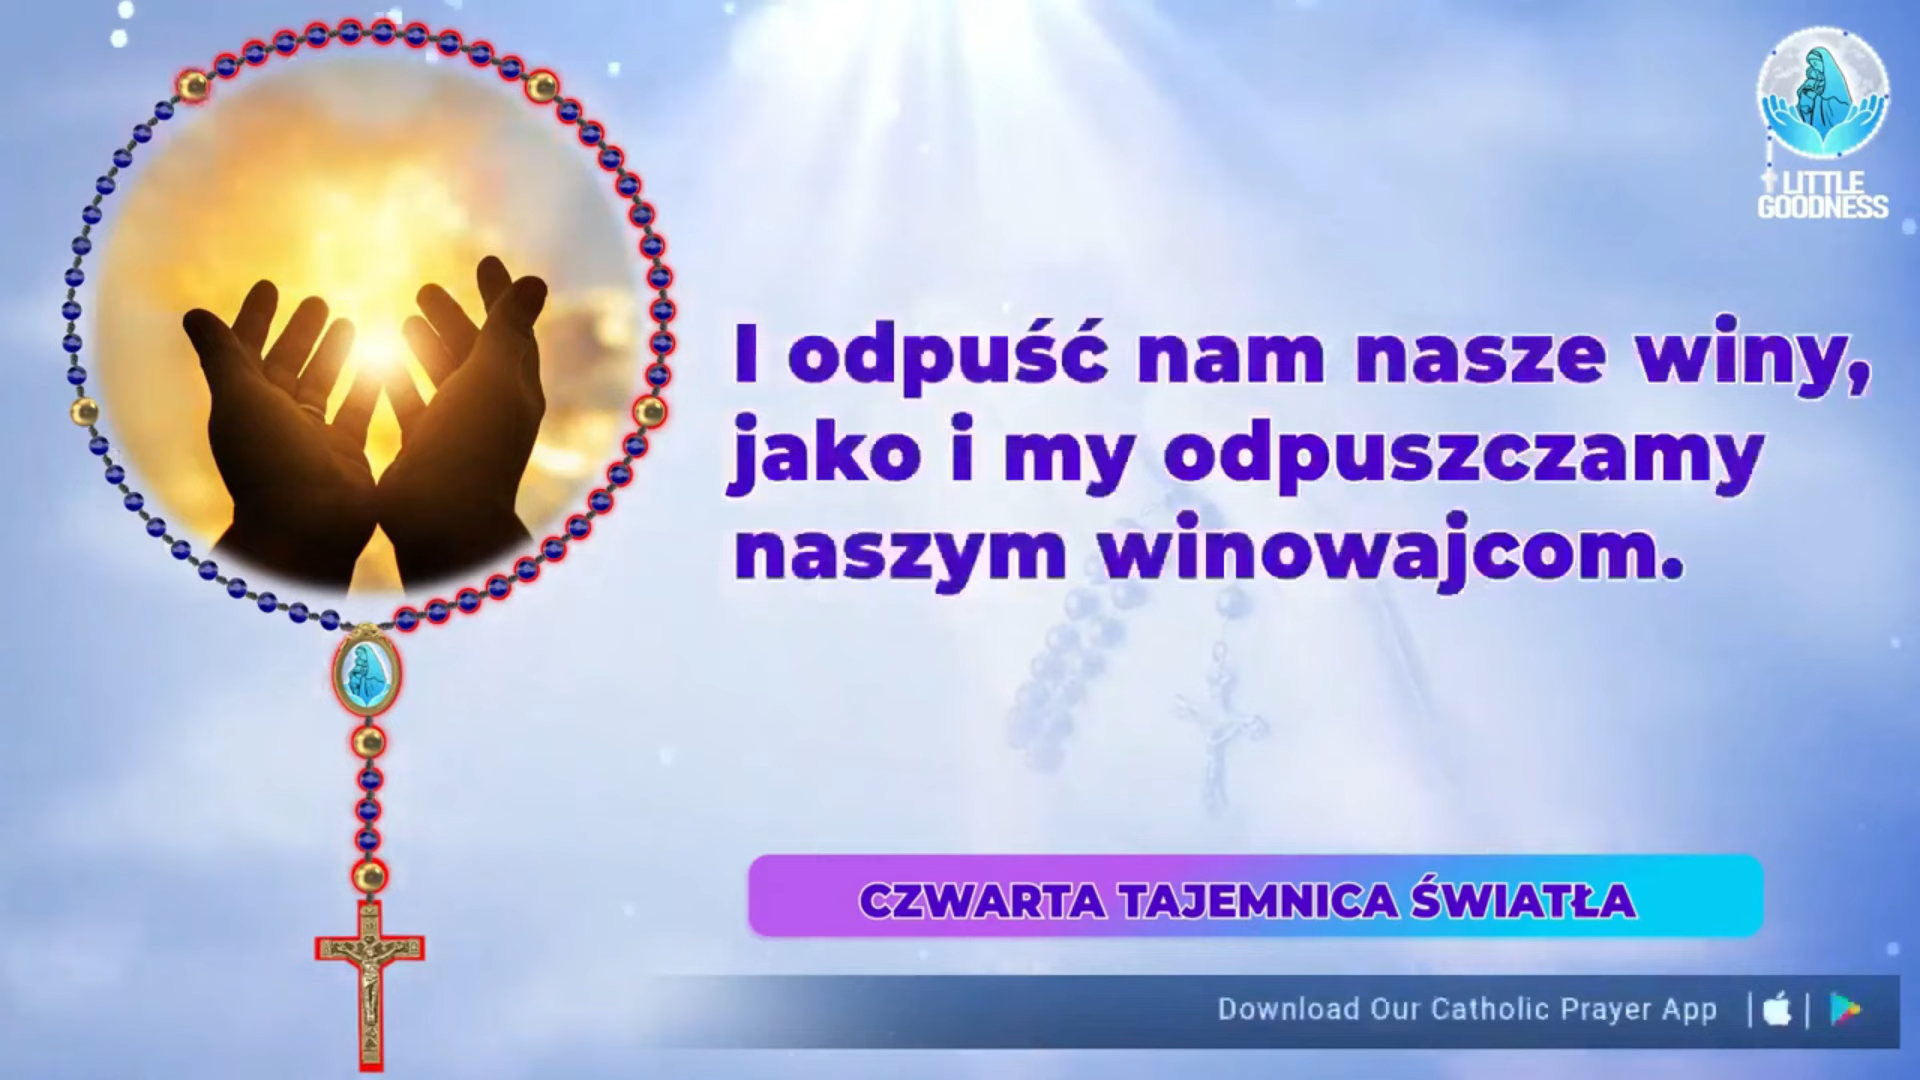 LITTLE
GOODNESS
I odpuść nam nasze winy,
jako i my odpuszczamy
naszym winowajcom.
CZWARTA TAJEMNICA ŚWIATŁA
Download Our Catholic Prayer App